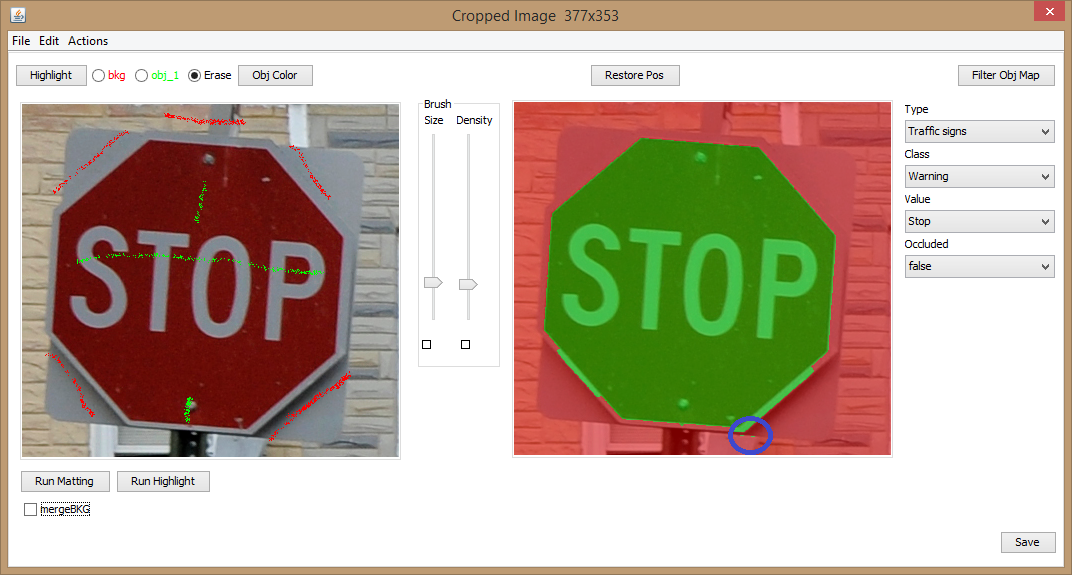 Cropped Image 377x353
File Edit Actions
Highlight bkg obj_1 Erase Obj Color Restore Pos Filter Obj Map
Brush
Size Density
STOP
STOP
Type
Traffic signs
Class
Warning
Value
Stop
Occluded
false
Run Matting Run Highlight
mergeBKG
Save